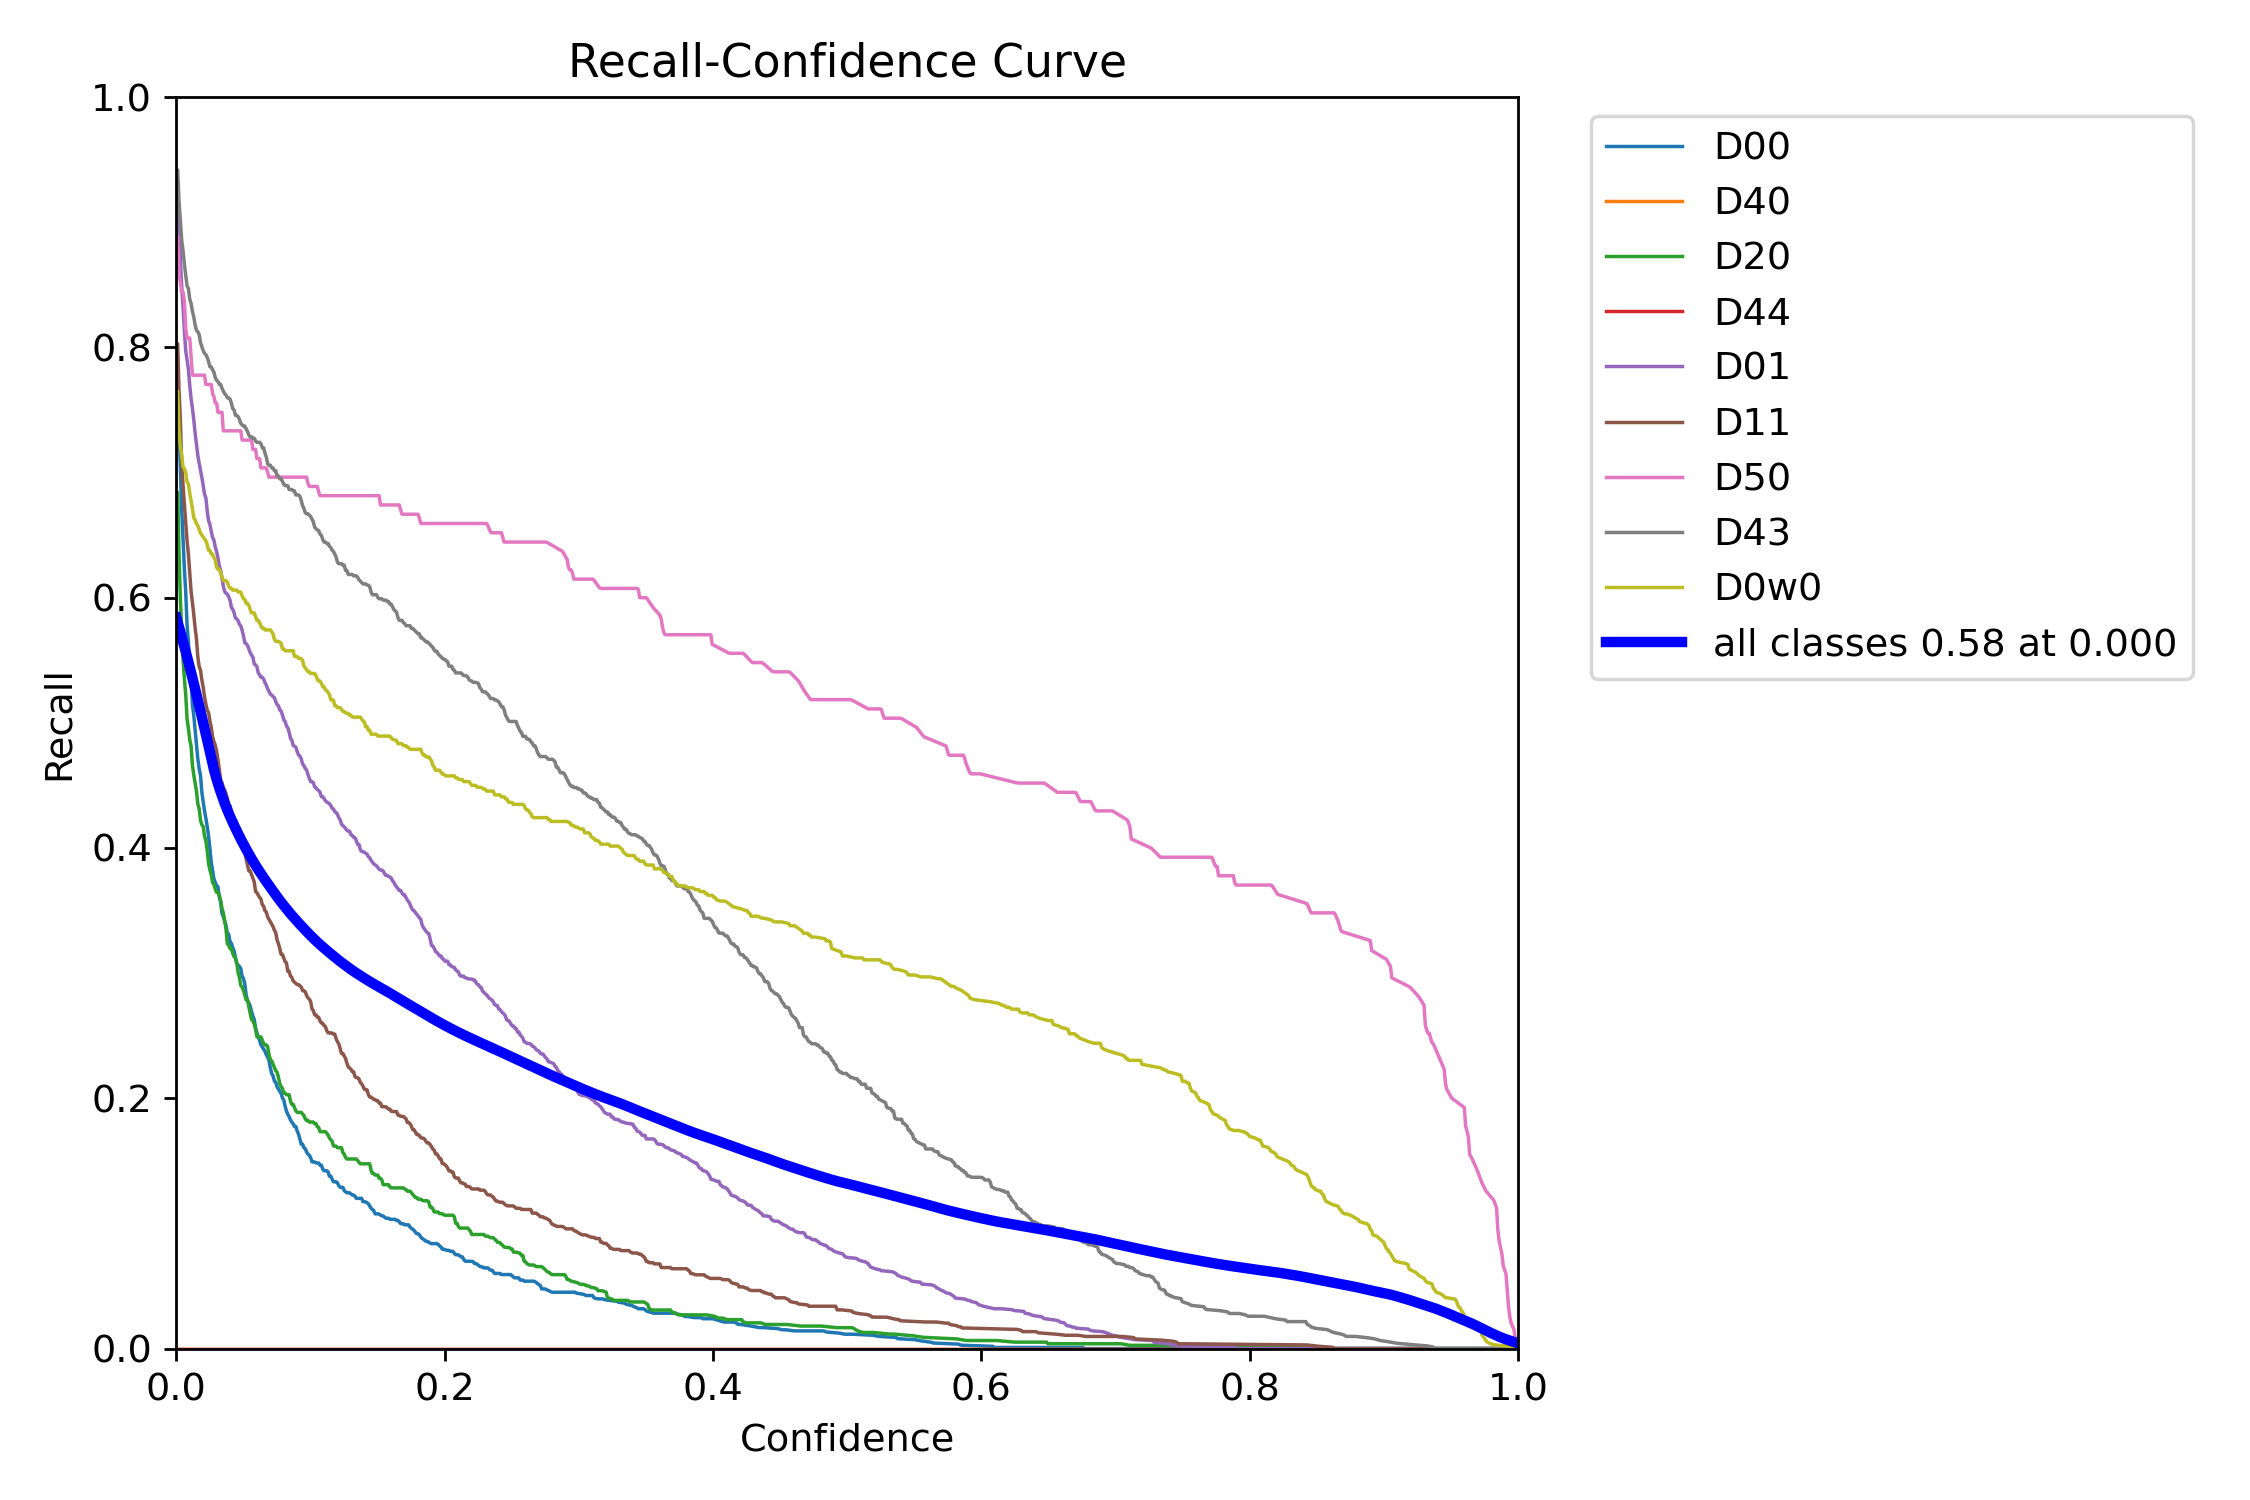 Recall-Confidence Curve
1.0
0.8
0.6
0.4
0.2
0.0
Recall
0.0 0.2 0.4 0.6 0.8 1.0
Confidence
D00
D40
D20
D44
D01
D11
D50
D43
D0w0
all classes 0.58 at 0.000